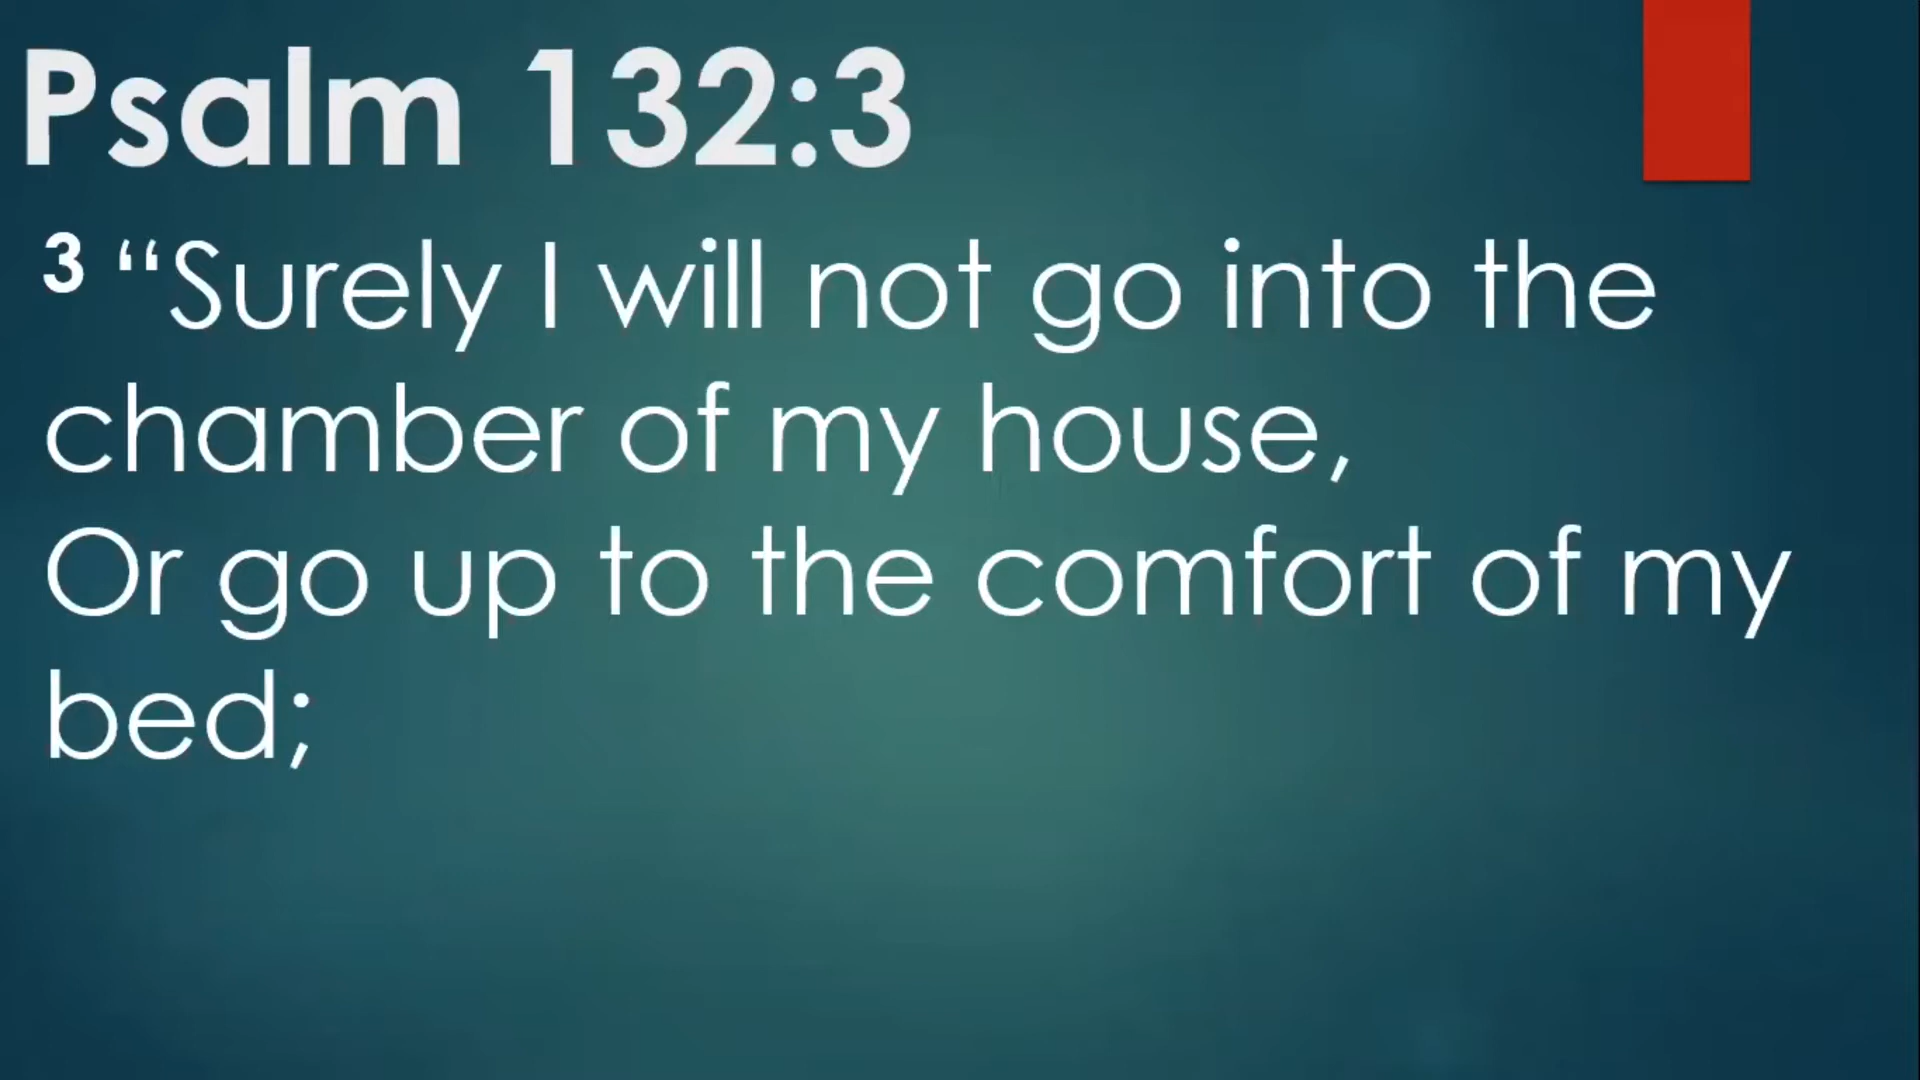 Psalm 132:3
3 “Surely I will not go into the
chamber of my house,
Or go up to the comfort of my
bed;